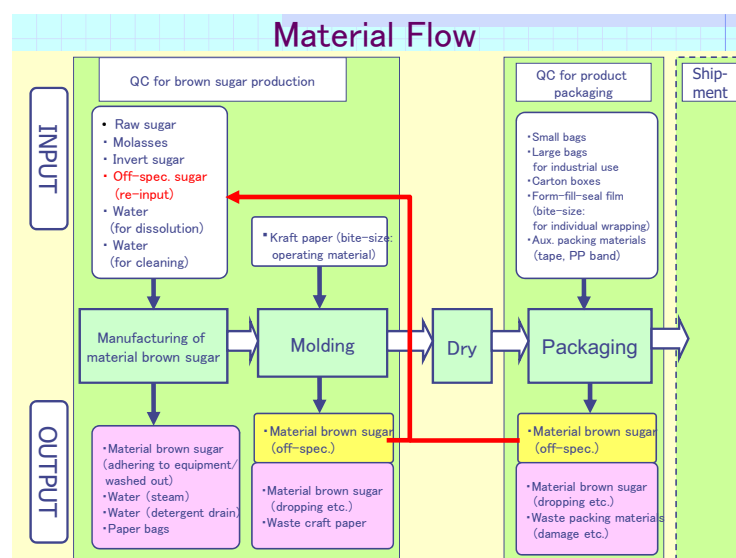 Material Flow
QC for brown sugar production
QC for product
packaging
Ship-
ment
INPUT
• Raw sugar
・Molasses
・Invert sugar
・Off-spec. sugar
(re-input)
・Water
(for dissolution)
・Water
(for cleaning)
▪Kraft paper (bite-size:
operating material)
・Small bags
・Large bags
for industrial use
・Carton boxes
・Form-fill-seal film
(bite-size:
for individual wrapping)
・Aux. packing materials
(tape, PP band)
Manufacturing of
material brown sugar
Molding
Dry
Packaging
OUTPUT
・Material brown sugar
(adhering to equipment/
washed out)
・Water (steam)
・Water (detergent drain)
・Paper bags
・Material brown sugar
(off-spec.)
・Material brown sugar
(dropping etc.)
・Waste craft paper
・Material brown sugar
(off-spec.)
・Material brown sugar
(dropping etc.)
・Waste packing materials
(damage etc.)